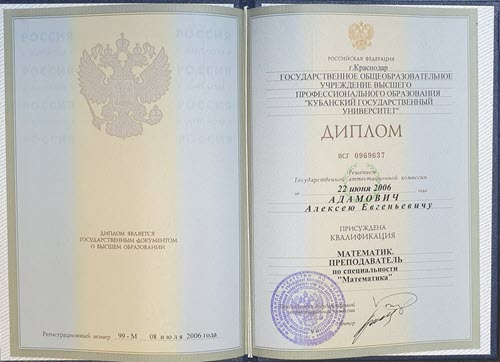 РОССИЯ
ДИПЛОМ ЯВЛЯЕТСЯ
ГОСУДАРСТВЕННЫМ ДОКУМЕНТОМ
О ВЫСШЕМ ОБРАЗОВАНИИ
Регистрационный номер 99-М 08 июля 2006 года
РОССИЙСКАЯ ФЕДЕРАЦИЯ
г.Краснодар
ГОСУДАРСТВЕННОЕ ОБЩЕОБРАЗОВАТЕЛЬНОЕ
УЧРЕЖДЕНИЕ ВЫСШЕГО
ПРОФЕССИОНАЛЬНОГО ОБРАЗОВАНИЯ
"КУБАНСКИЙ ГОСУДАРСТВЕННЫЙ
УНИВЕРСИТЕТ"
ДИПЛОМ
ВСГ 0969637
Решением
Государственной аттестационной комиссии
от 22 июня 2006 года
АДАМОВИЧ
Алексею Евгеньевичу
ПРИСУЖДЕНА
КВАЛИФИКАЦИЯ
МАТЕМАТИК.
ПРЕПОДАВАТЕЛЬ
по специальности
"Математика"